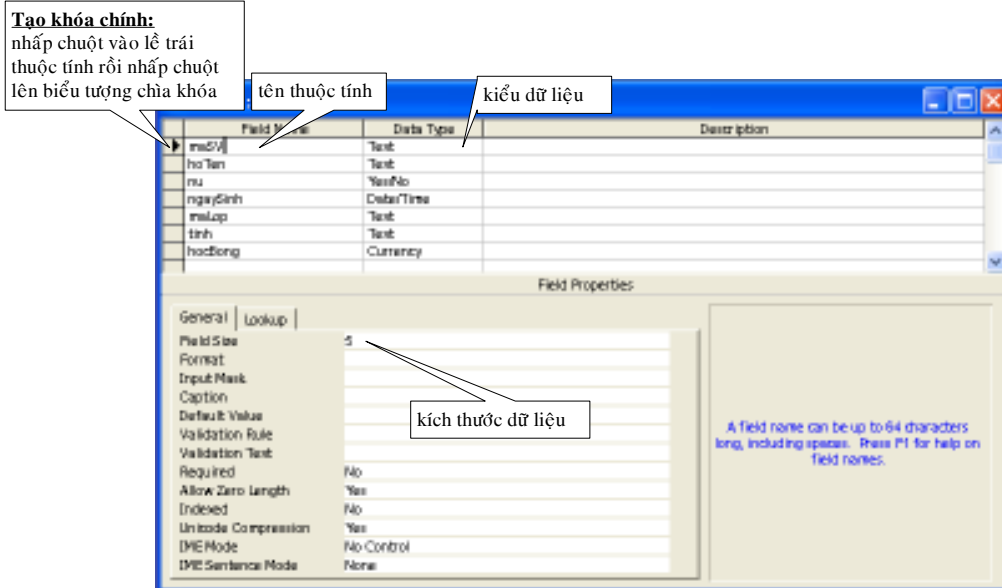 Tạo khóa chính:
nhấp chuột vào lề trái
thuộc tính rồi nhấp chuột
lên biểu tượng chìa khóa
tên thuộc tính
kiểu dữ liệu
Field Name Data Type Description
maSV Text
hoTen Text
nu Yes/No
ngaySinh Date/Time
maLop Text
tinh Text
hocBong Currency
Field Properties
General Lookup
Field Size 5
Format
Input Mask
Caption
Default Value
Validation Rule
Validation Text
Required No
Allow Zero Length Yes
Indexed No
Unicode Compression Yes
IME Mode No Control
IME Sentence Mode None
kích thước dữ liệu
A field name can be up to 64 characters
long, including spaces. Press F1 for help on
field names.